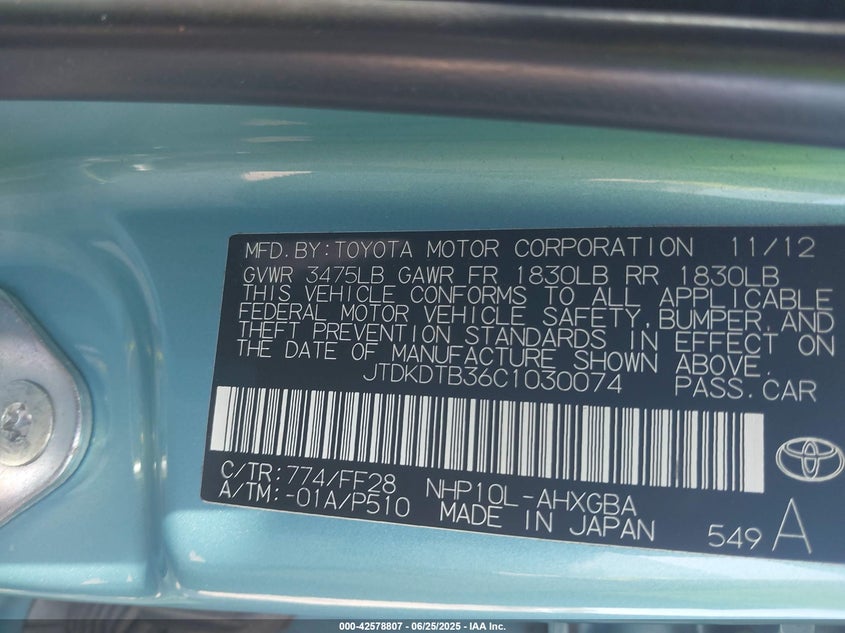 MFD.BY:TOYOTA MOTOR CORPORATION 11/12
GVWR 3475LB GAWR FR 1830LB RR 1830LB
THIS VEHICLE CONFORMS TO ALL APPLICABLE
FEDERAL MOTOR VEHICLE SAFETY, BUMPER, AND
THEFT PREVENTION STANDARDS IN EFFECT ON
THE DATE OF MANUFACTURE SHOWN ABOVE.
JTDKDTB36C1030074 PASS.CAR
C/TR:774/FF28 NHP10L-AHXGBA
A/TM:-01A/P510 MADE IN JAPAN 549 A
000-42578807 - 06/25/2025 - IAA Inc.